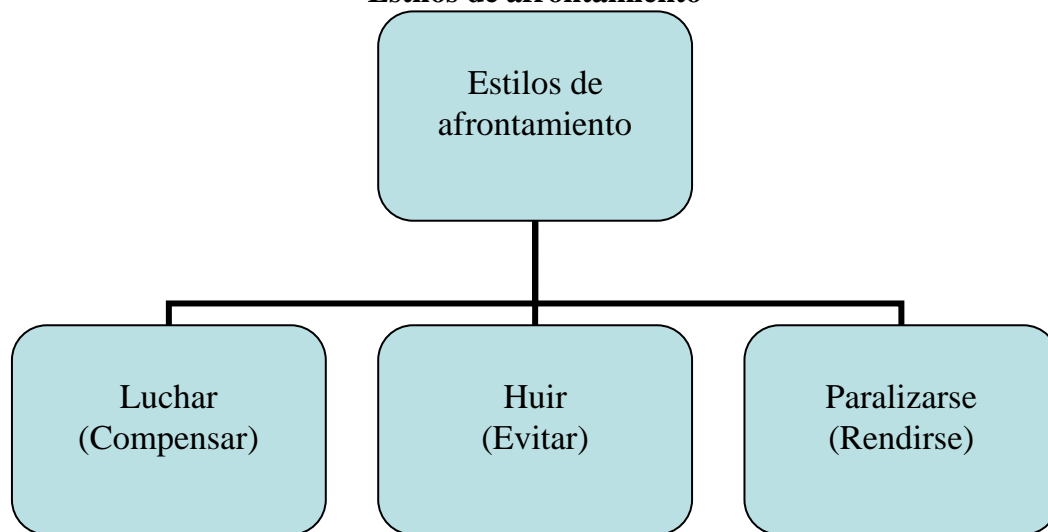 Estilos de afrontamiento
Estilos de
afrontamiento
Luchar
(Compensar)
Huir
(Evitar)
Paralizarse
(Rendirse)